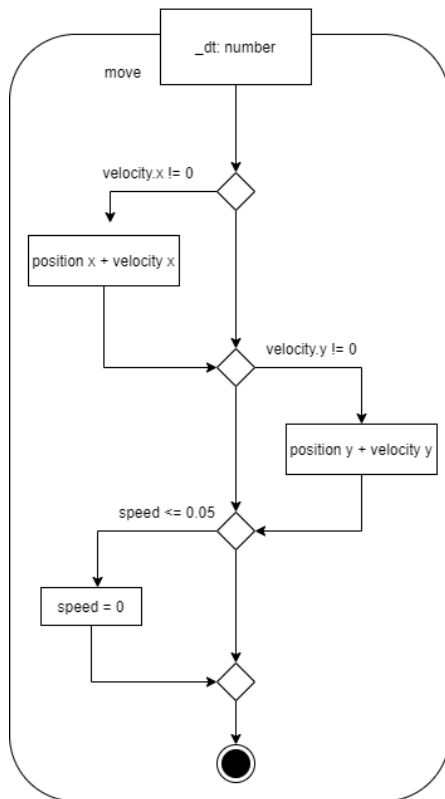 _dt: number
move
velocity.x != 0
position x + velocity x
velocity.y != 0
position y + velocity y
speed <= 0.05
speed = 0